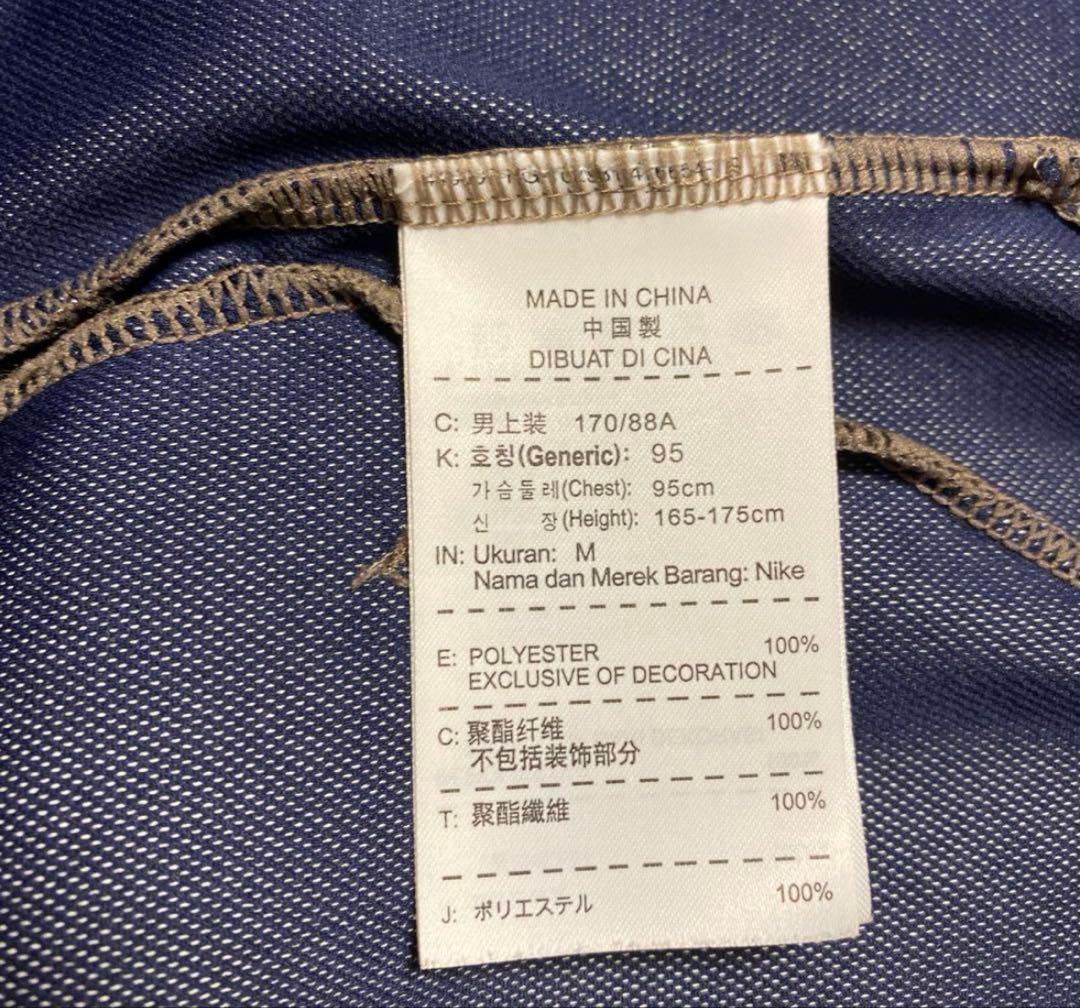 MADE IN CHINA
中国製
DIBUAT DI CINA
C: 男上装 170/88A
K: 호칭(Generic): 95
가슴둘레(Chest): 95cm
신 장(Height): 165-175cm
IN: Ukuran: M
Nama dan Merek Barang: Nike
E: POLYESTER 100%
EXCLUSIVE OF DECORATION
C: 聚酯纤维 100%
不包括装饰部分
T: 聚酯纖維 100%
J: ポリエステル 100%